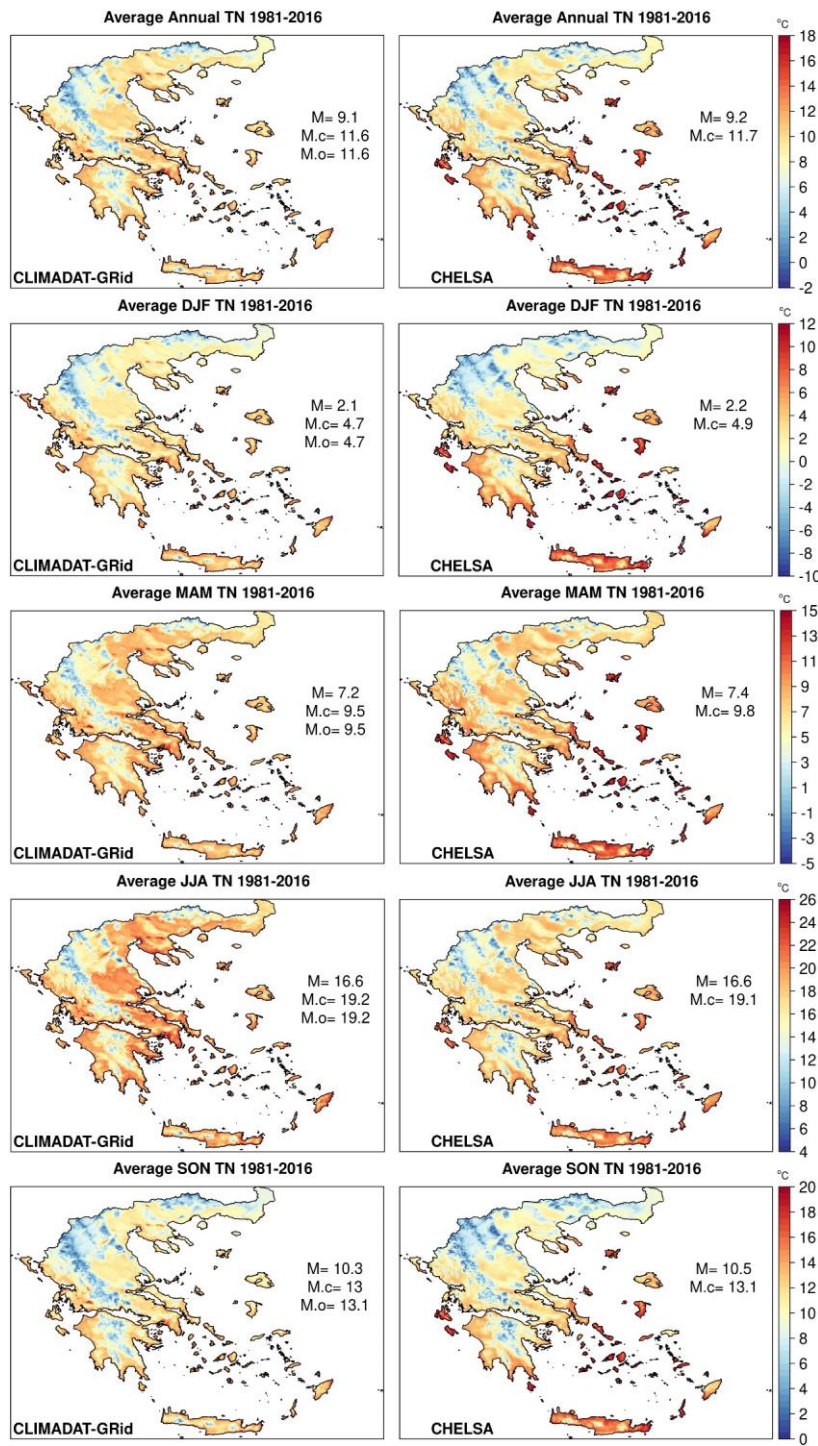 Average Annual TN 1981-2016
M= 9.1
M.c= 11.6
M.o= 11.6
CLIMADAT-GRid
Average Annual TN 1981-2016
M= 9.2
M.c= 11.7
CHELSA
°C
18
16
14
12
10
8
6
4
2
0
-2
Average DJF TN 1981-2016
M= 2.1
M.c= 4.7
M.o= 4.7
CLIMADAT-GRid
Average DJF TN 1981-2016
M= 2.2
M.c= 4.9
CHELSA
°C
12
10
8
6
4
2
0
-2
-4
-6
-8
-10
Average MAM TN 1981-2016
M= 7.2
M.c= 9.5
M.o= 9.5
CLIMADAT-GRid
Average MAM TN 1981-2016
M= 7.4
M.c= 9.8
CHELSA
°C
15
13
11
9
7
5
3
1
-1
-3
-5
Average JJA TN 1981-2016
M= 16.6
M.c= 19.2
M.o= 19.2
CLIMADAT-GRid
Average JJA TN 1981-2016
M= 16.6
M.c= 19.1
CHELSA
°C
26
24
22
20
18
16
14
12
10
8
6
4
Average SON TN 1981-2016
M= 10.3
M.c= 13
M.o= 13.1
CLIMADAT-GRid
Average SON TN 1981-2016
M= 10.5
M.c= 13.1
CHELSA
°C
20
18
16
14
12
10
8
6
4
2
0